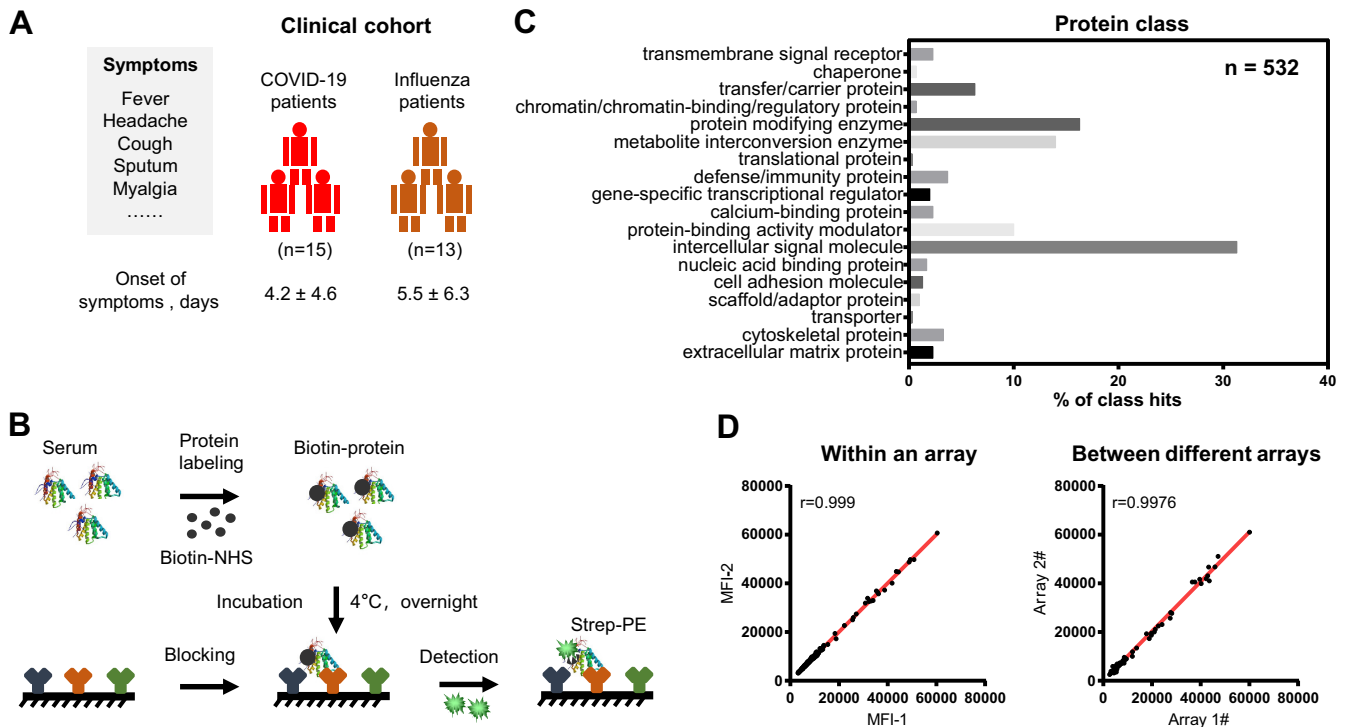 A
Clinical cohort
Symptoms
Fever
Headache
Cough
Sputum
Myalgia
……
COVID-19
patients
Influenza
patients
(n=15)
(n=13)
Onset of
symptoms , days
4.2 ± 4.6
5.5 ± 6.3
B
Serum
Protein
labeling
Biotin-NHS
Biotin-protein
Incubation
4°C, overnight
Blocking
Detection
Strep-PE
C
Protein class
n = 532
transmembrane signal receptor
chaperone
transfer/carrier protein
chromatin/chromatin-binding/regulatory protein
protein modifying enzyme
metabolite interconversion enzyme
translational protein
defense/immunity protein
gene-specific transcriptional regulator
calcium-binding protein
protein-binding activity modulator
intercellular signal molecule
nucleic acid binding protein
cell adhesion molecule
scaffold/adaptor protein
transporter
cytoskeletal protein
extracellular matrix protein
0 10 20 30 40
% of class hits
D
Within an array
r=0.999
MFI-2
80000
60000
40000
20000
0
0 20000 40000 60000 80000
MFI-1
Between different arrays
r=0.9976
Array 2#
80000
60000
40000
20000
0
0 20000 40000 60000 80000
Array 1#